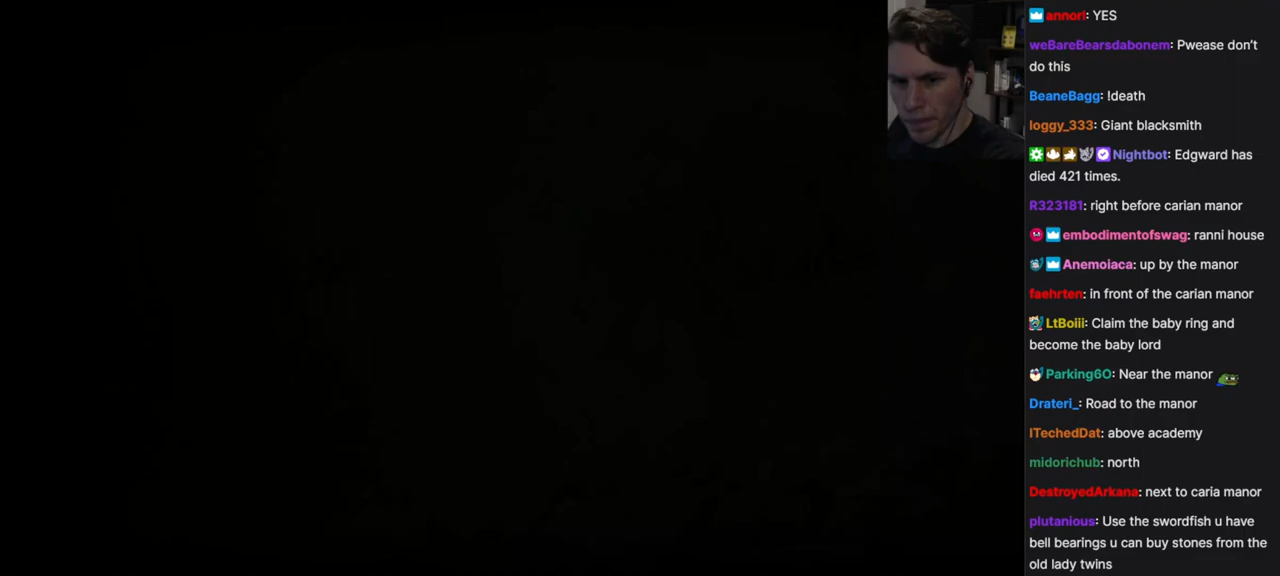 annorl: YES
weBareBearsdabonem: Pwease don't
do this
BeaneBagg: !death
loggy_333: Giant blacksmith
Nightbot: Edgward has
died 421 times.
R323181: right before carian manor
embodimentofswag: ranni house
Anemoiaca: up by the manor
faehrten: in front of the carian manor
LtBoiii: Claim the baby ring and
become the baby lord
Parking6O: Near the manor
Drateri_: Road to the manor
ITechedDat: above academy
midorichub: north
DestroyedArkana: next to caria manor
plutanious: Use the swordfish u have
bell bearings u can buy stones from the
old lady twins